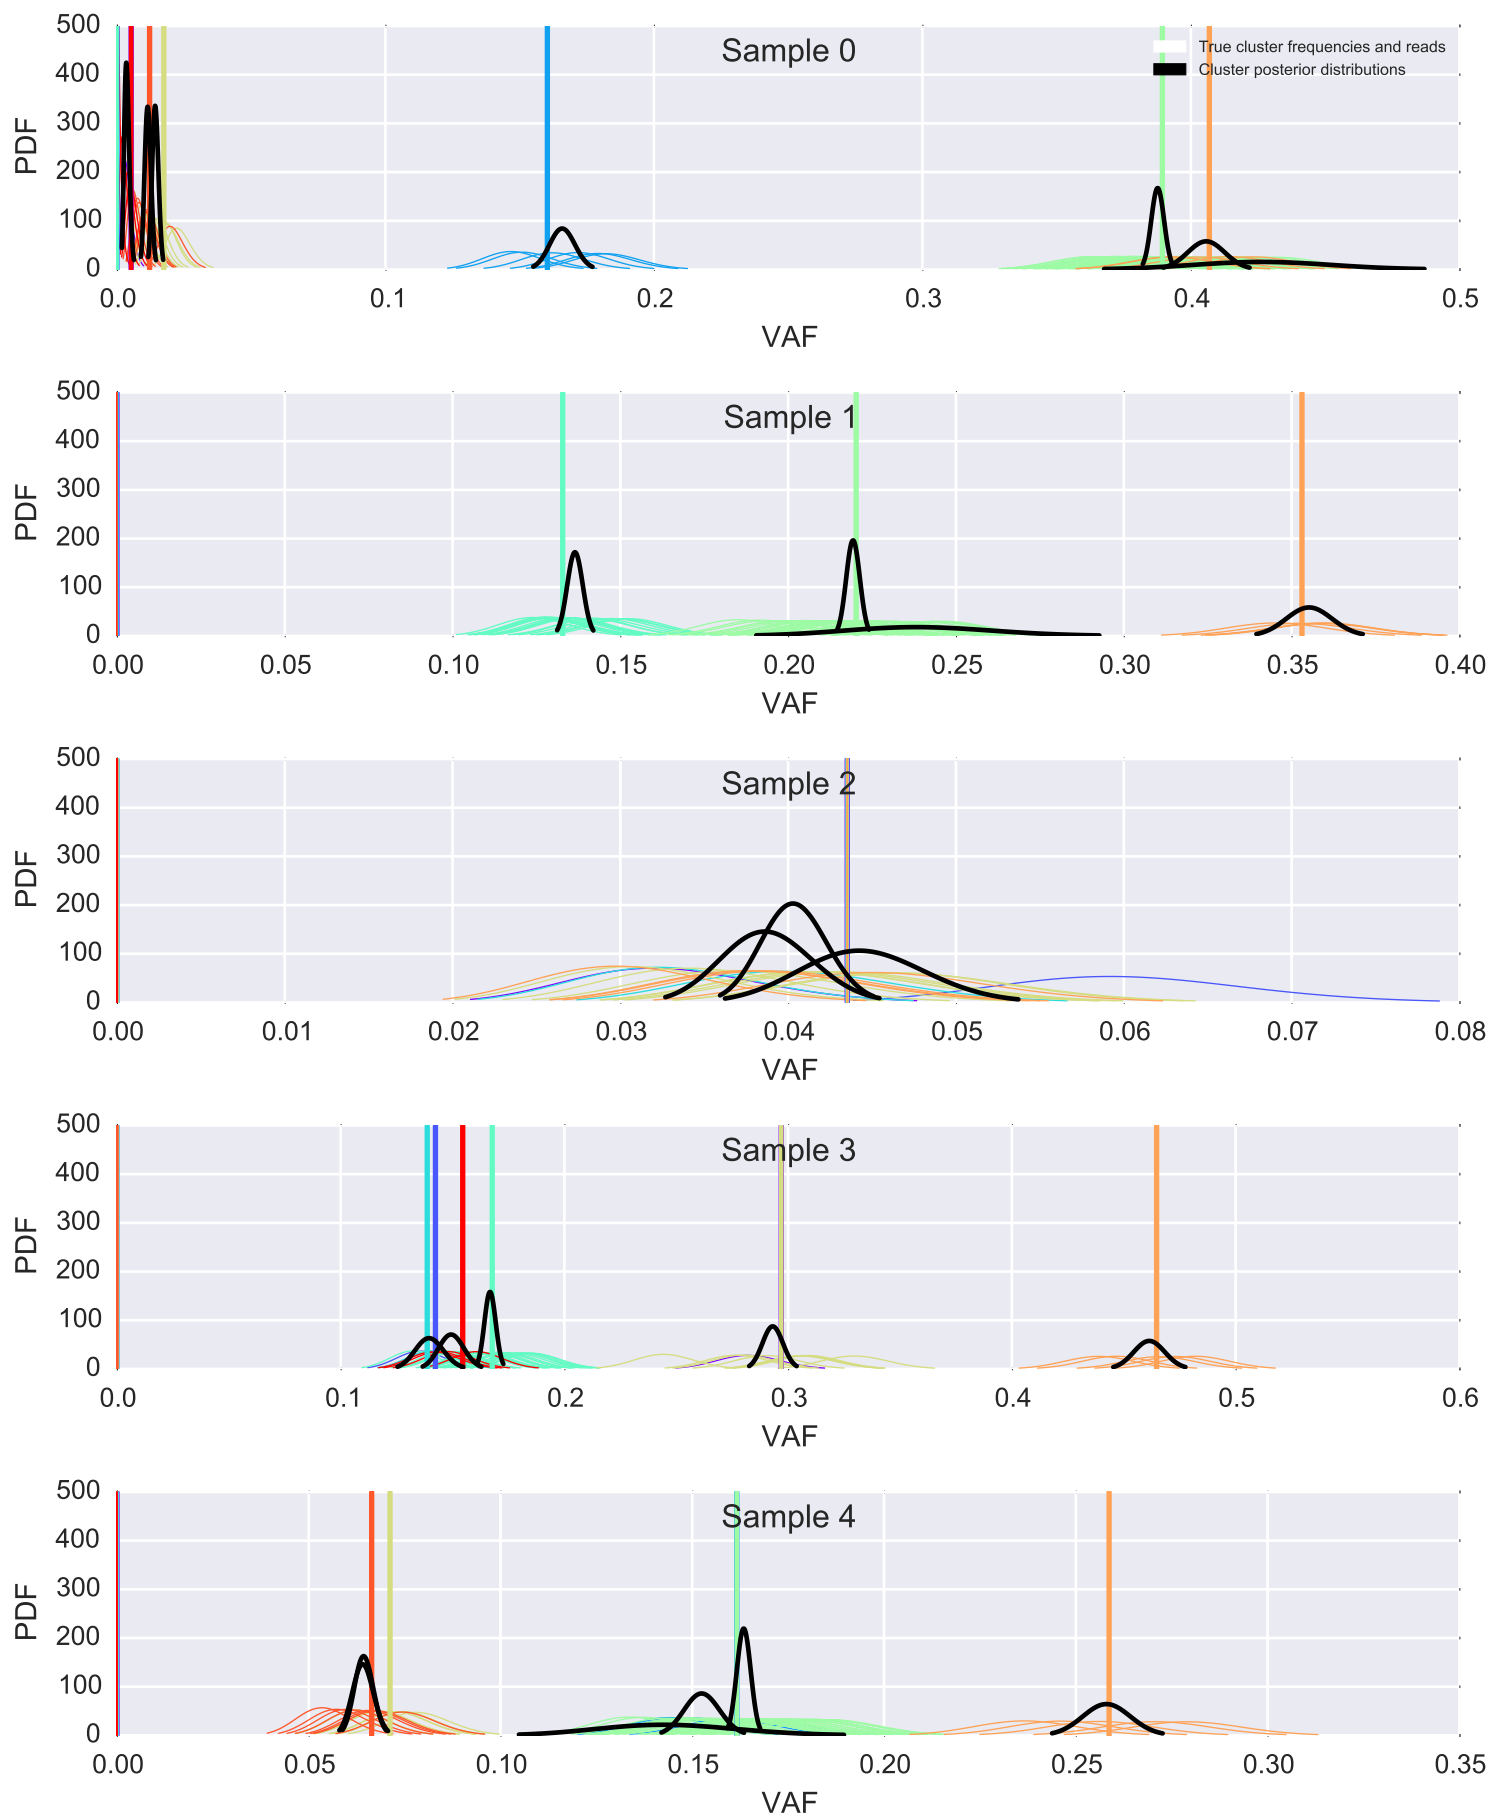 Sample 0
True cluster frequencies and reads
Cluster posterior distributions
PDF
500
400
300
200
100
0
0.0 0.1 0.2 0.3 0.4 0.5
VAF
Sample 1
PDF
500
400
300
200
100
0
0.00 0.05 0.10 0.15 0.20 0.25 0.30 0.35 0.40
VAF
Sample 2
PDF
500
400
300
200
100
0
0.00 0.01 0.02 0.03 0.04 0.05 0.06 0.07 0.08
VAF
Sample 3
PDF
500
400
300
200
100
0
0.0 0.1 0.2 0.3 0.4 0.5 0.6
VAF
Sample 4
PDF
500
400
300
200
100
0
0.00 0.05 0.10 0.15 0.20 0.25 0.30 0.35
VAF